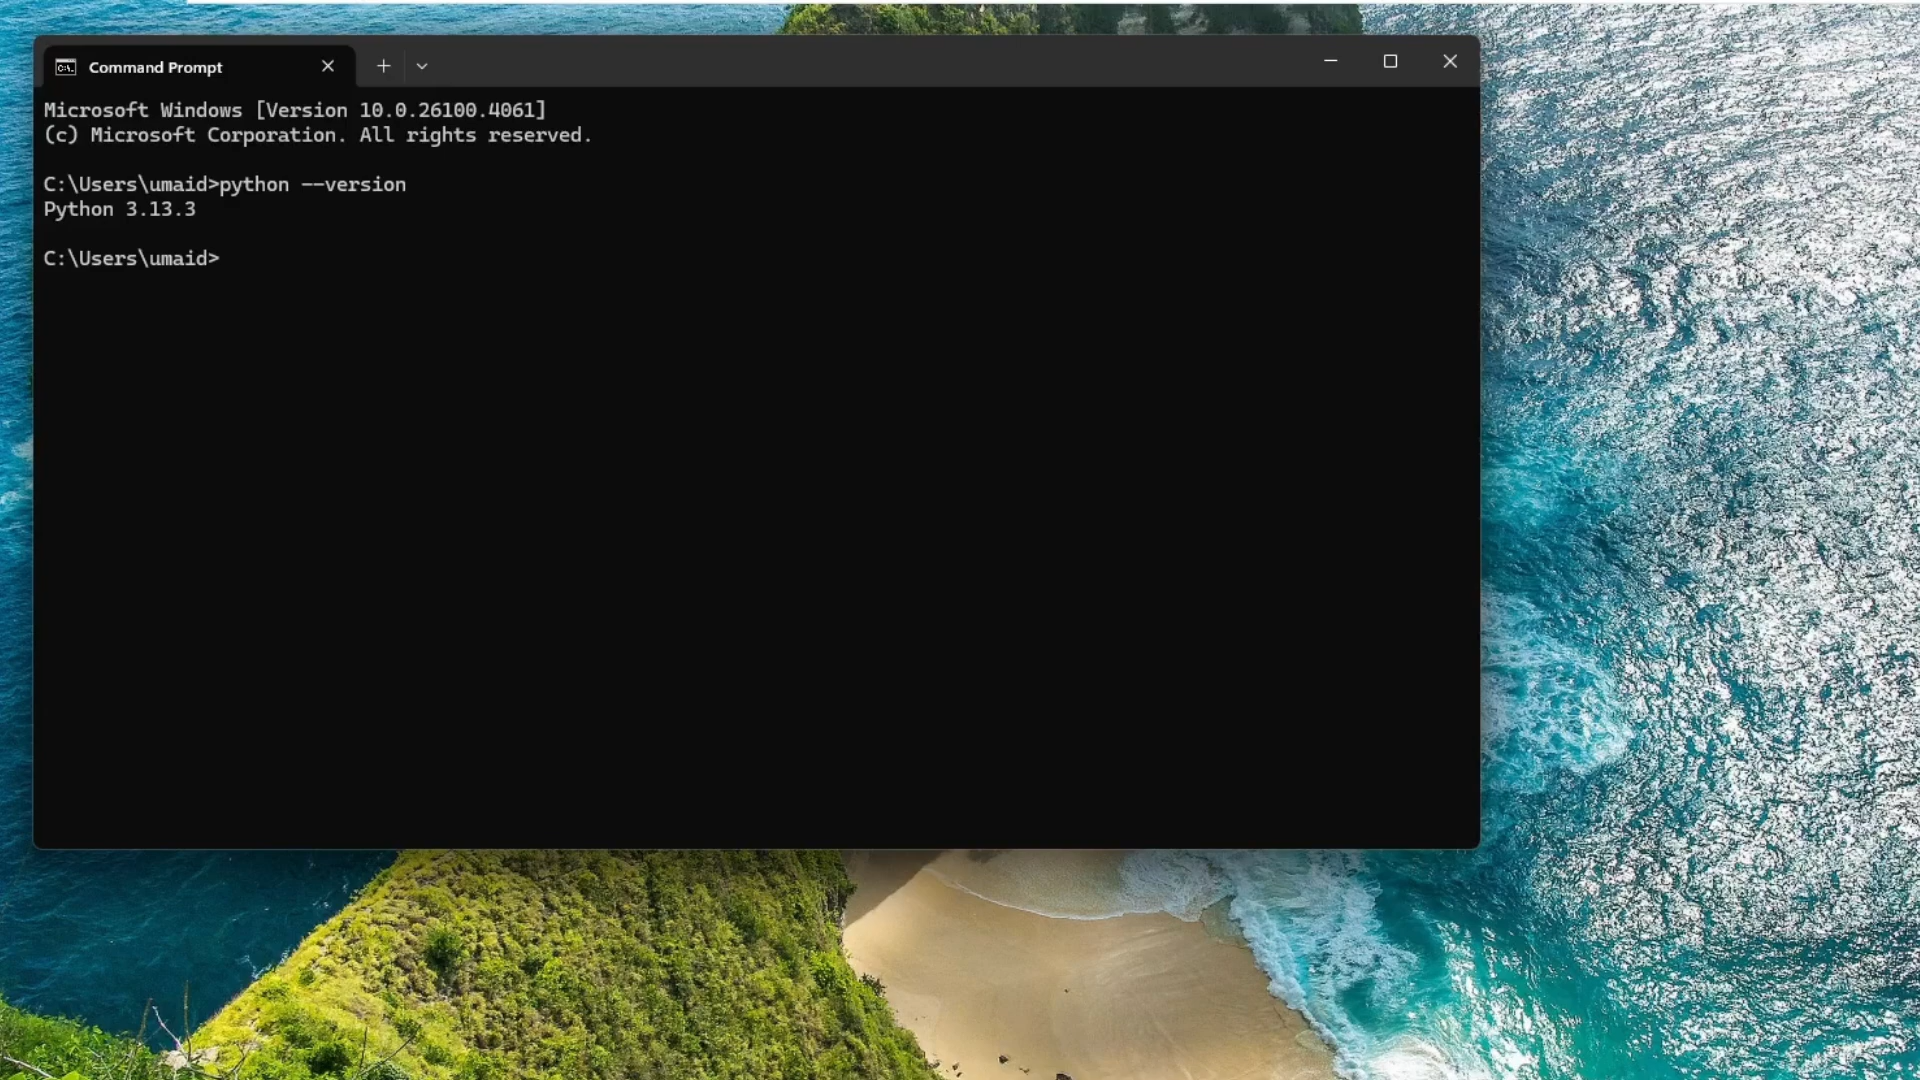 Command Prompt
Microsoft Windows [Version 10.0.26100.4061]
(c) Microsoft Corporation. All rights reserved.
C:\Users\umaid>python --version
Python 3.13.3
C:\Users\umaid>